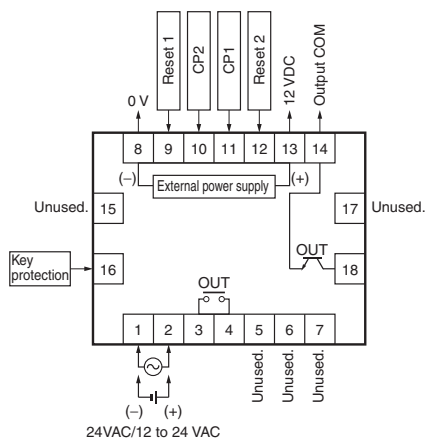 Reset 1
CP2
CP1
Reset 2
12 VDC
Output COM
0 V
8 9 10 11 12 13 14
(−) External power supply (+)
Unused. 15
17 Unused.
Key
protection
16
OUT
18
OUT
1 2 3 4 5 6 7
Unused.
Unused.
Unused.
(−) (+)
24VAC/12 to 24 VAC